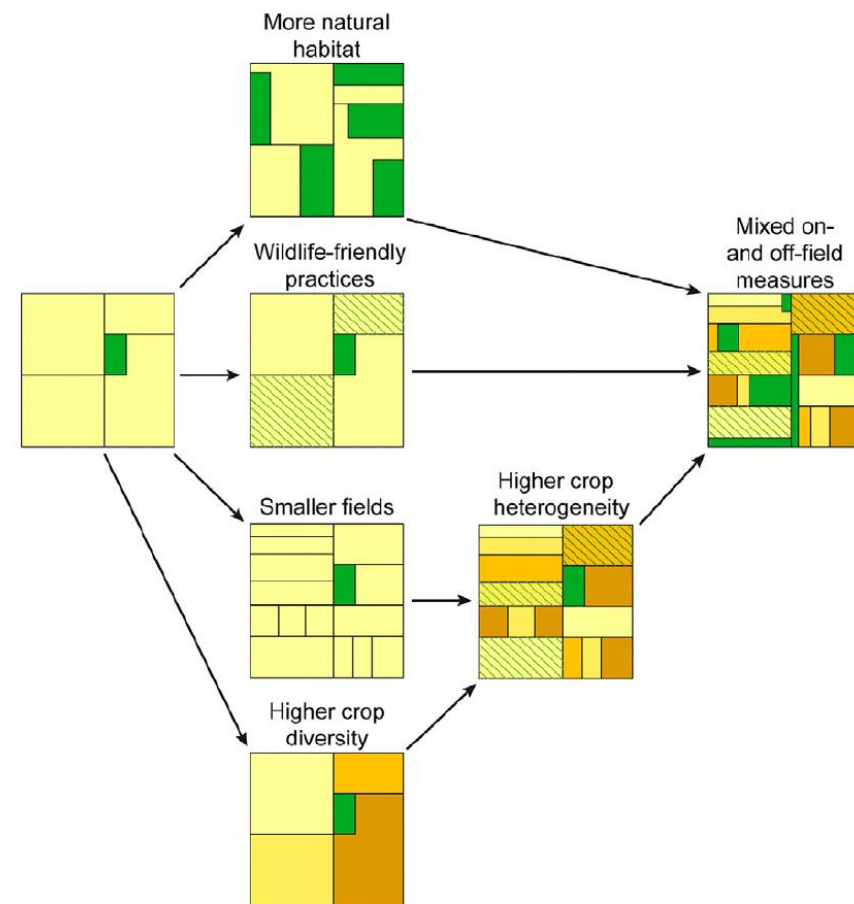 More natural
habitat
Wildlife-friendly
practices
Mixed on-
and off-field
measures
Smaller fields
Higher crop
heterogeneity
Higher crop
diversity